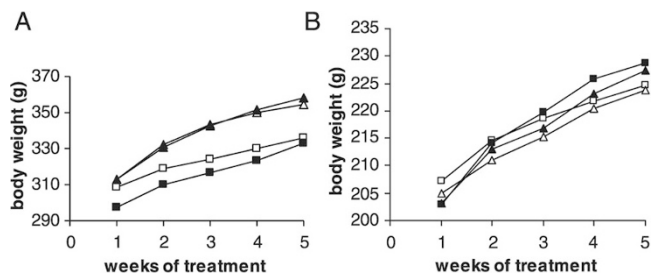 A
body weight (g)
370
350
330
310
290
0 1 2 3 4 5
weeks of treatment
B
body weight (g)
235
230
225
220
215
210
205
200
0 1 2 3 4 5
weeks of treatment